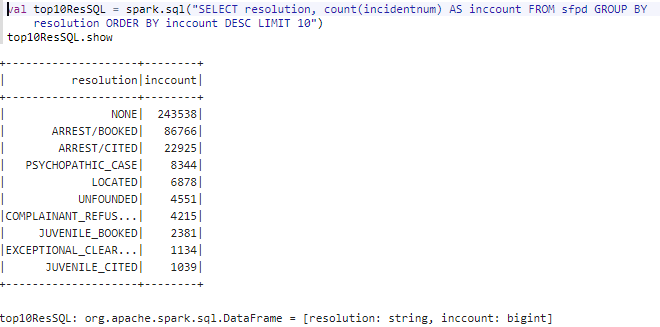 val top10ResSQL = spark.sql("SELECT resolution, count(incidentnum) AS inccount FROM sfpd GROUP BY
    resolution ORDER BY inccount DESC LIMIT 10")
top10ResSQL.show
+--------------------+--------+
|          resolution|inccount|
+--------------------+--------+
|                NONE|  243538|
|       ARREST/BOOKED|   86766|
|        ARREST/CITED|   22925|
|   PSYCHOPATHIC_CASE|    8344|
|             LOCATED|    6878|
|           UNFOUNDED|    4551|
|COMPLAINANT_REFUS...|    4215|
|     JUVENILE_BOOKED|    2381|
|EXCEPTIONAL_CLEAR...|    1134|
|      JUVENILE_CITED|    1039|
+--------------------+--------+
top10ResSQL: org.apache.spark.sql.DataFrame = [resolution: string, inccount: bigint]